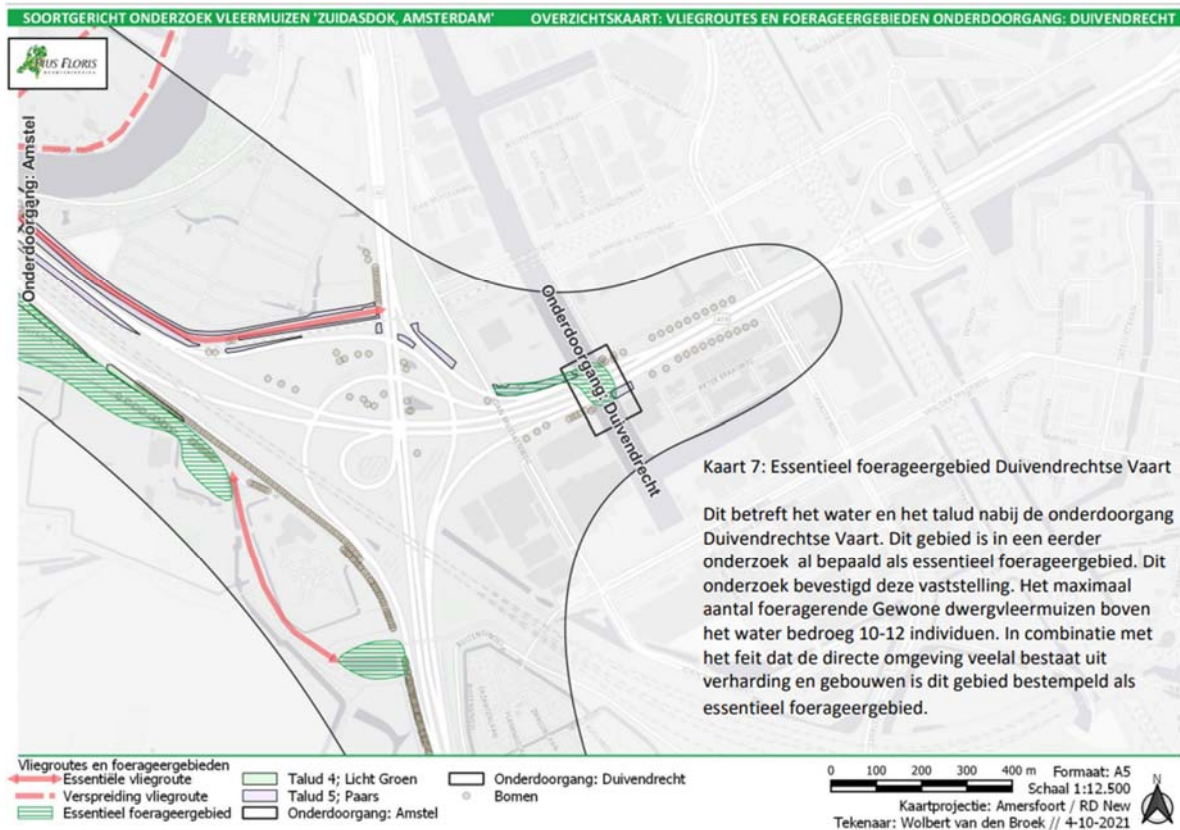 SOORTGERICHT ONDERZOEK VLEERMUIZEN 'ZUIDASDOK, AMSTERDAM' OVERZICHTSKAART: VLIEGROUTES EN FOERAGEERGEBIEDEN ONDERDOORGANG: DUIVENDRECHT
PIUS FLORIS
Onderdoorgang: Amstel
Onderdoorgang: Duivendrecht
Kaart 7: Essentieel foerageergebied Duivendrechtse Vaart
Dit betreft het water en het talud nabij de onderdoorgang
Duivendrechtse Vaart. Dit gebied is in een eerder
onderzoek al bepaald als essentieel foerageergebied. Dit
onderzoek bevestigd deze vaststelling. Het maximaal
aantal foeragerende Gewone dwergvleermuizen boven
het water bedroeg 10-12 individuen. In combinatie met
het feit dat de directe omgeving veelal bestaat uit
verharding en gebouwen is dit gebied bestempeld als
essentieel foerageergebied.
Vliegroutes en foerageergebieden
Essentiële vliegroute
Verspreiding vliegroute
Essentieel foerageergebied
Talud 4; Licht Groen
Talud 5; Paars
Onderdoorgang: Amstel
Onderdoorgang: Duivendrecht
Bomen
0 100 200 300 400 m
Formaat: A5
Schaal 1:12.500
Kaartprojectie: Amersfoort / RD New
Tekenaar: Wolbert van den Broek // 4-10-2021
N